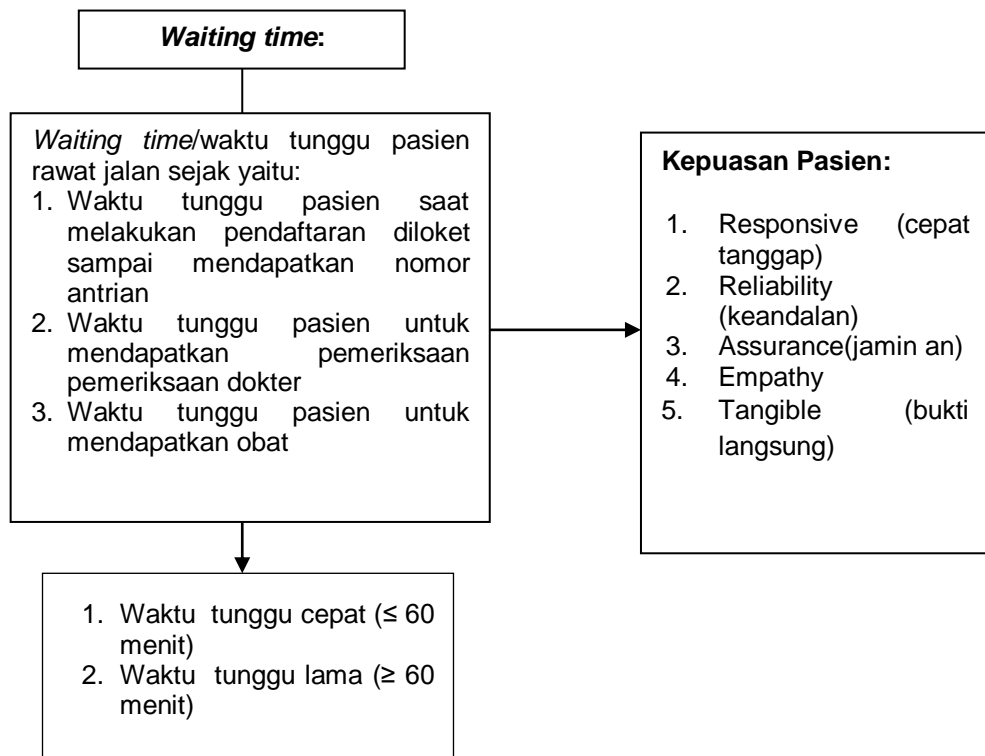 Waiting time:
Waiting time/waktu tunggu pasien
rawat jalan sejak yaitu:
1. Waktu tunggu pasien saat
melakukan pendaftaran diloket
sampai mendapatkan nomor
antrian
2. Waktu tunggu pasien untuk
mendapatkan pemeriksaan
pemeriksaan dokter
3. Waktu tunggu pasien untuk
mendapatkan obat
Kepuasan Pasien:
1. Responsive (cepat
tanggap)
2. Reliability
(keandalan)
3. Assurance(jamin an)
4. Empathy
5. Tangible (bukti
langsung)
1. Waktu tunggu cepat (≤ 60
menit)
2. Waktu tunggu lama (≥ 60
menit)